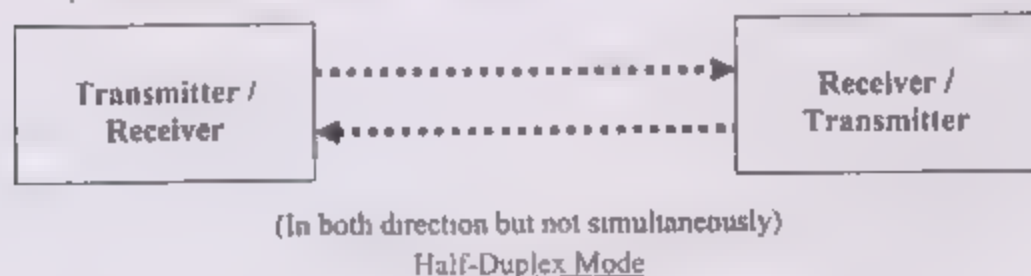 Transmitter /
Receiver
Receiver /
Transmitter
(In both direction but not simultaneously)
Half-Duplex Mode